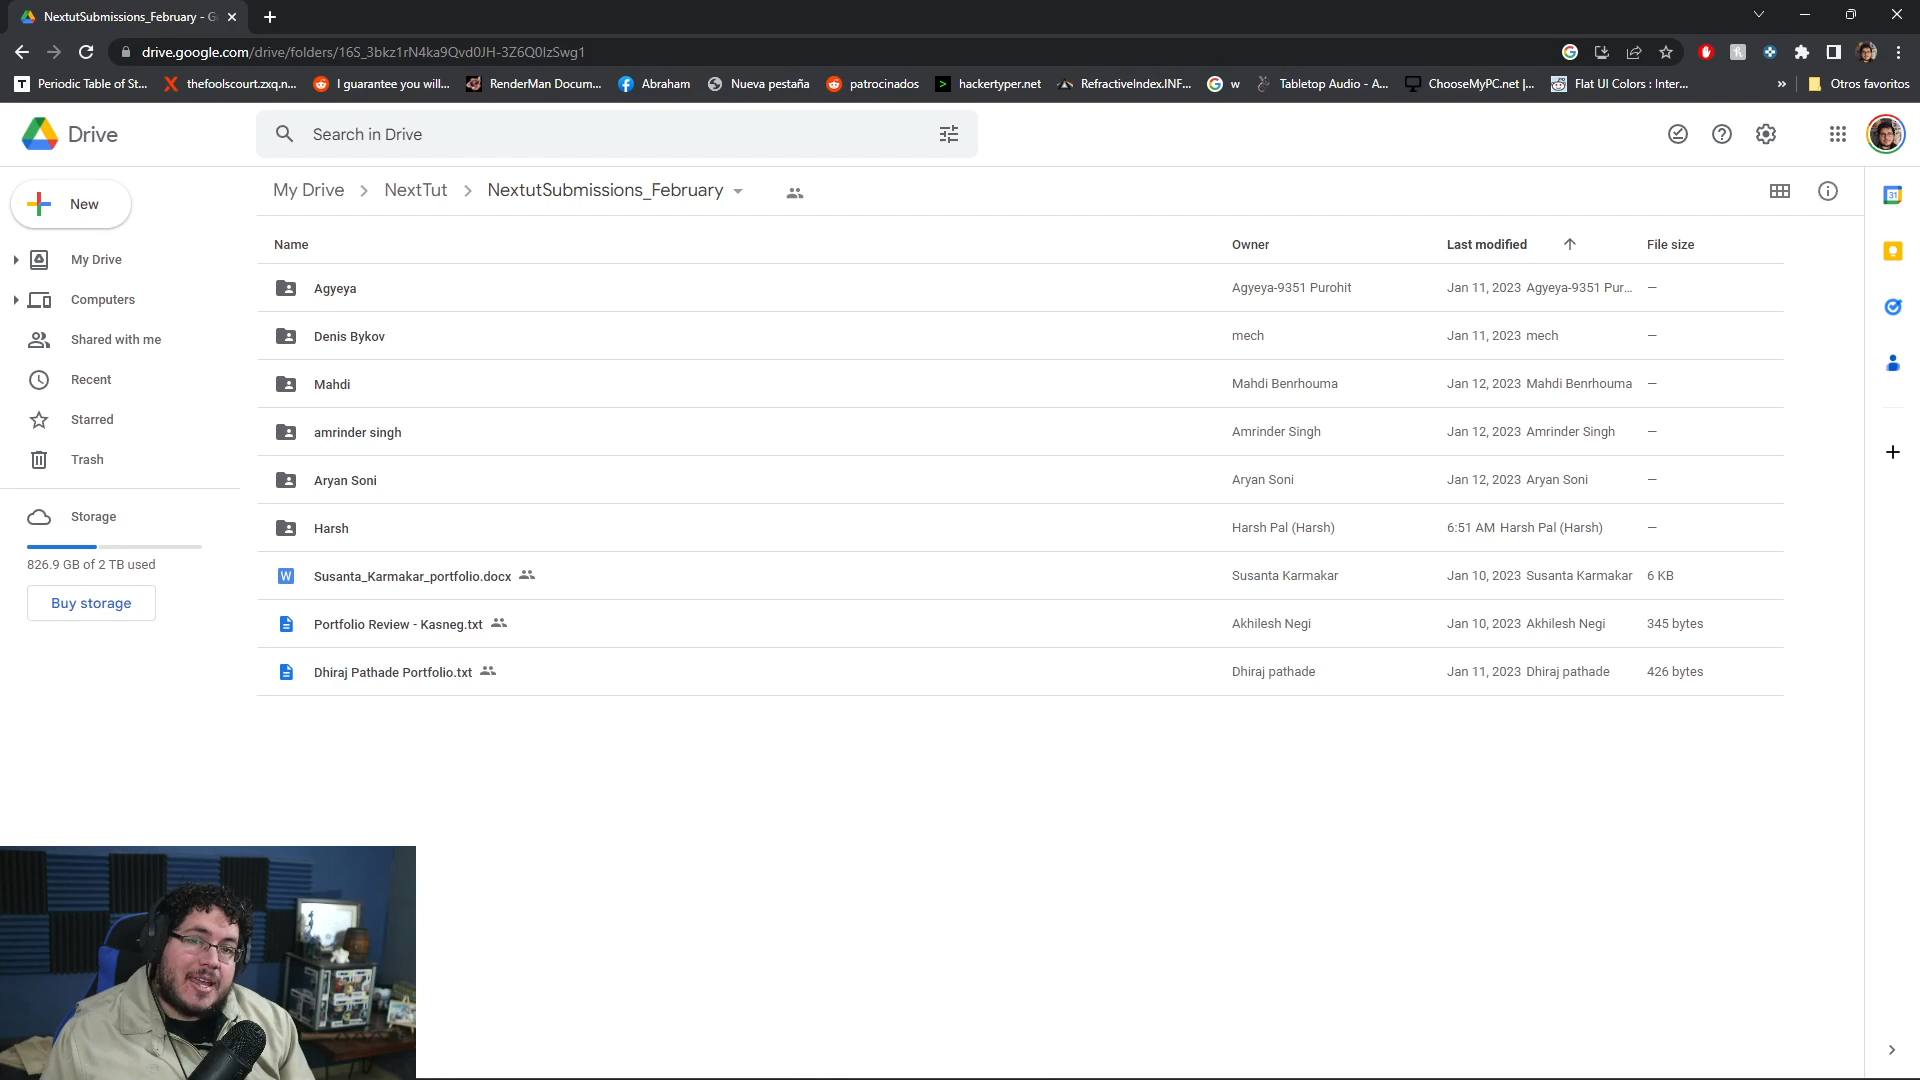 NextutSubmissions_February - G
drive.google.com/drive/folders/16S_3bkz1rN4ka9Qvd0JH-3Z6Q0lzSwg1
Periodic Table of St... thefoolscourt.zxq.n... I guarantee you will... RenderMan Docum... Abraham Nueva pestaña patrocinados hackertyper.net RefractiveIndex.INF... w Tabletop Audio - A... ChooseMyPC.net |... Flat UI Colors : Inter... » Otros favoritos
Drive
Search in Drive
New
My Drive
Computers
Shared with me
Recent
Starred
Trash
Storage
826.9 GB of 2 TB used
Buy storage
My Drive > NextTut > NextutSubmissions_February
Name Owner Last modified File size
Agyeya Agyeya-9351 Purohit Jan 11, 2023 Agyeya-9351 Pur... —
Denis Bykov mech Jan 11, 2023 mech —
Mahdi Mahdi Benrhouma Jan 12, 2023 Mahdi Benrhouma —
amrinder singh Amrinder Singh Jan 12, 2023 Amrinder Singh —
Aryan Soni Aryan Soni Jan 12, 2023 Aryan Soni —
Harsh Harsh Pal (Harsh) 6:51 AM Harsh Pal (Harsh) —
W Susanta_Karmakar_portfolio.docx Susanta Karmakar Jan 10, 2023 Susanta Karmakar 6 KB
Portfolio Review - Kasneg.txt Akhilesh Negi Jan 10, 2023 Akhilesh Negi 345 bytes
Dhiraj Pathade Portfolio.txt Dhiraj pathade Jan 11, 2023 Dhiraj pathade 426 bytes
31